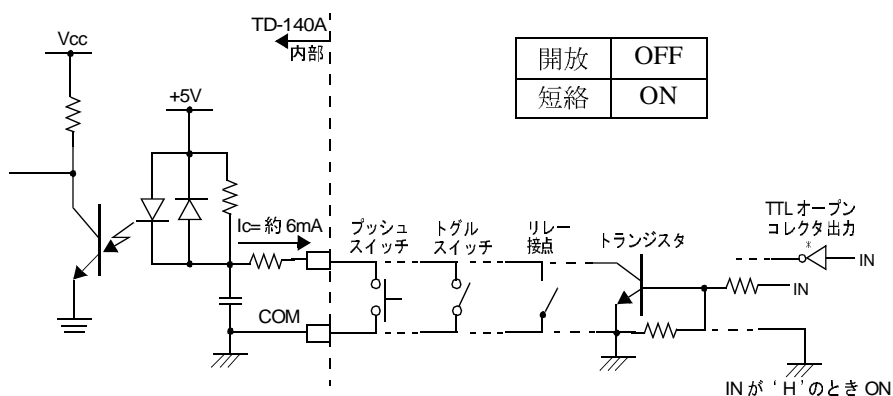 TD-140A
内部
Vcc
+5V
開放 OFF
短絡 ON
Ic= 約 6mA
COM
プッシュ
スイッチ
トグル
スイッチ
リレー
接点
トランジスタ
TTL オープン
コレクタ出力
*
IN
IN
IN が ‘H’ のとき ON